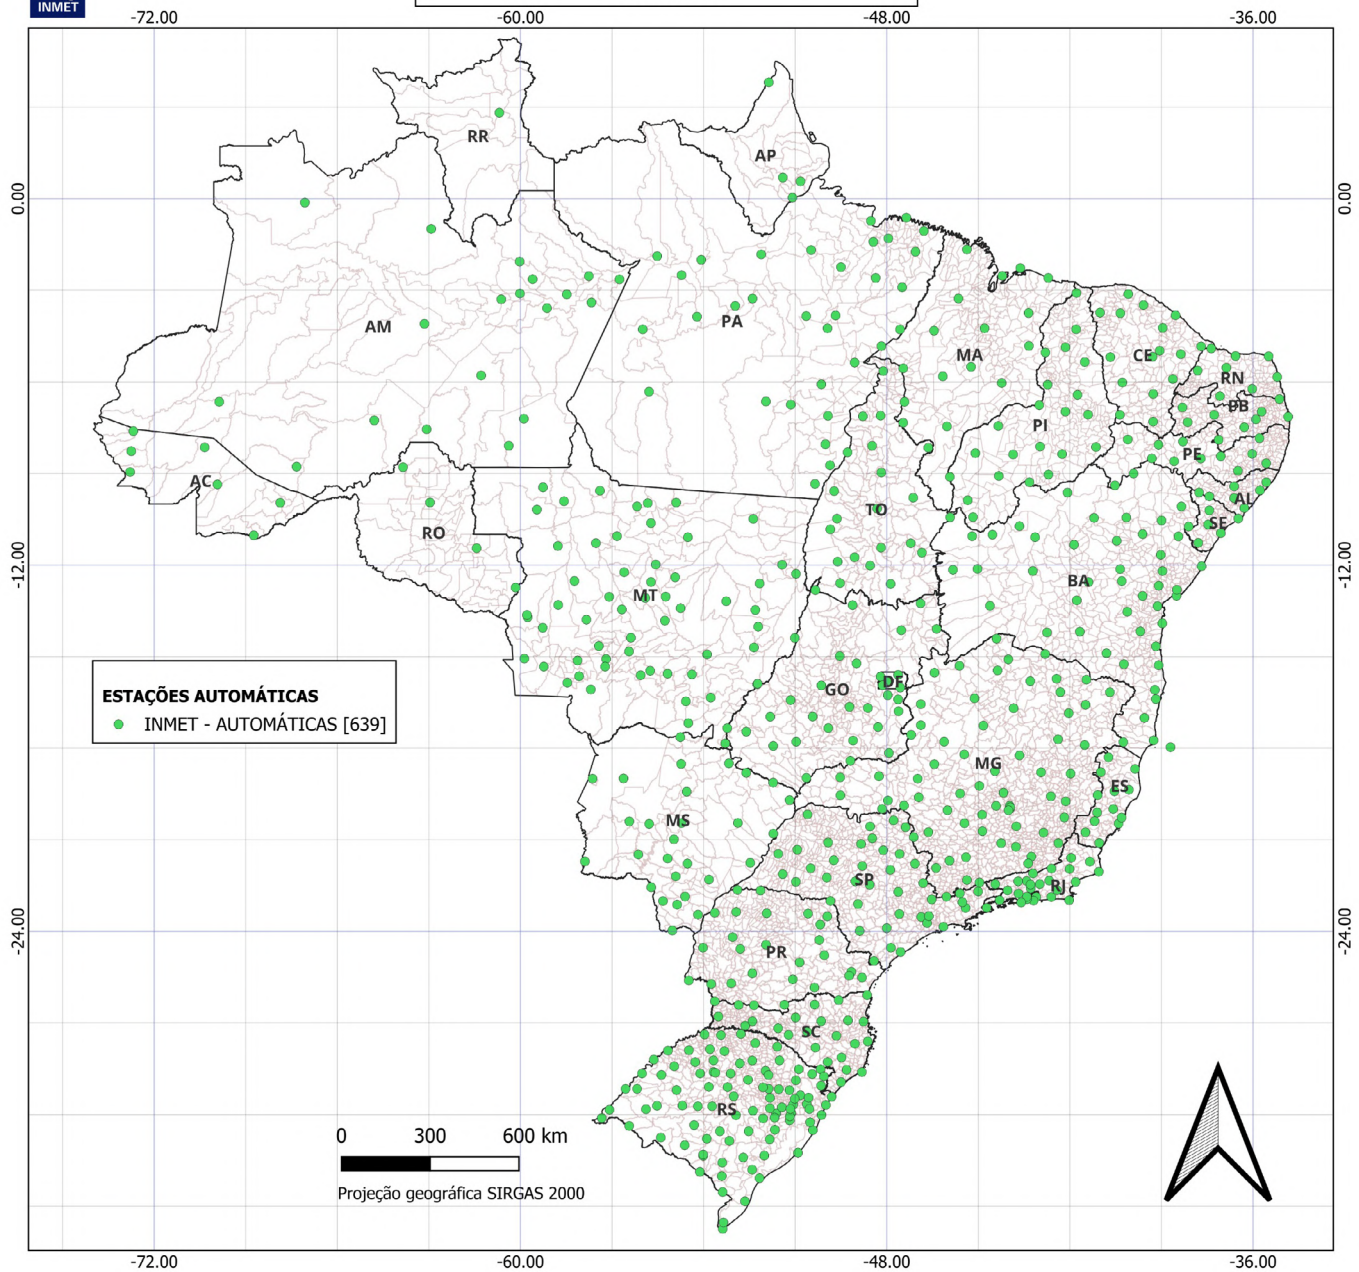 INMET
-72.00 -60.00 -48.00 -36.00
RR
AP
0.00 0.00
AM
PA
MA
CE
RN
PB
PI
PE
AC
AL
TO
SE
RO
-12.00 -12.00
BA
MT
ESTAÇÕES AUTOMÁTICAS
INMET - AUTOMÁTICAS [639]
DF
GO
MG
ES
MS
SP
RJ
-24.00 -24.00
PR
SC
RS
0 300 600 km
Projeção geográfica SIRGAS 2000
-72.00 -60.00 -48.00 -36.00